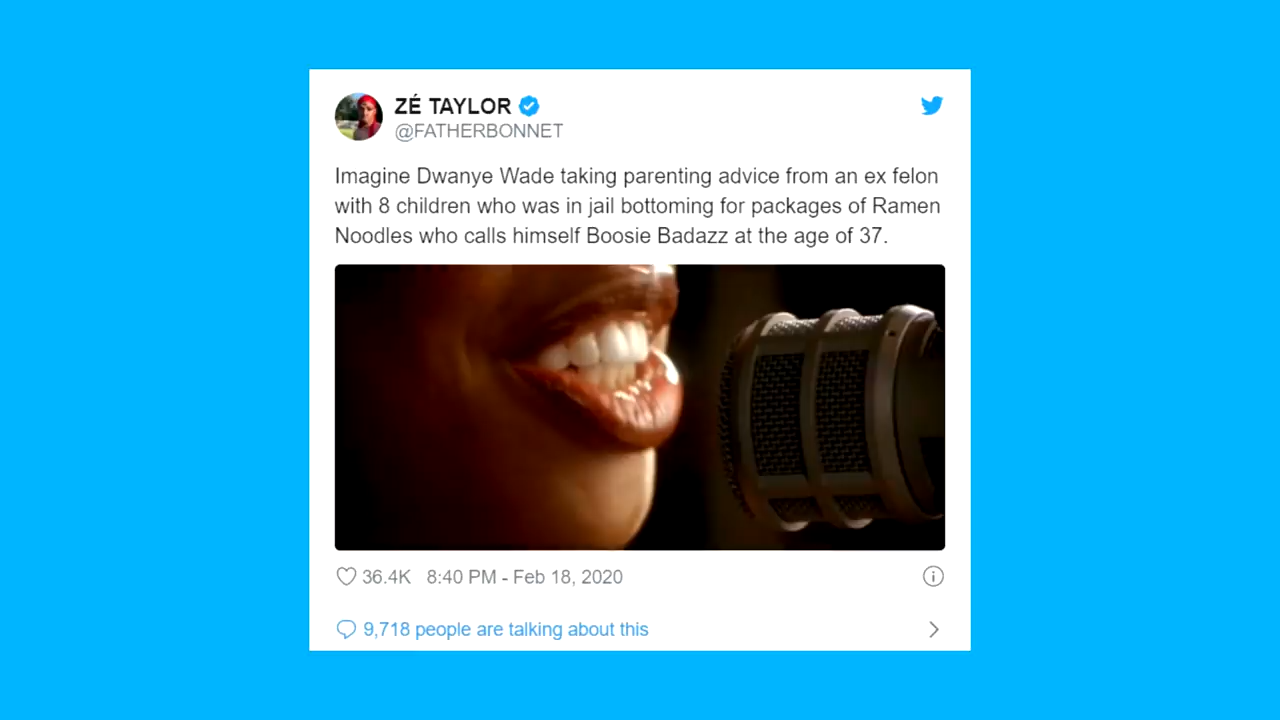 ZÉ TAYLOR
@FATHERBONNET
Imagine Dwanye Wade taking parenting advice from an ex felon
with 8 children who was in jail bottoming for packages of Ramen
Noodles who calls himself Boosie Badazz at the age of 37.
36.4K 8:40 PM - Feb 18, 2020
9,718 people are talking about this